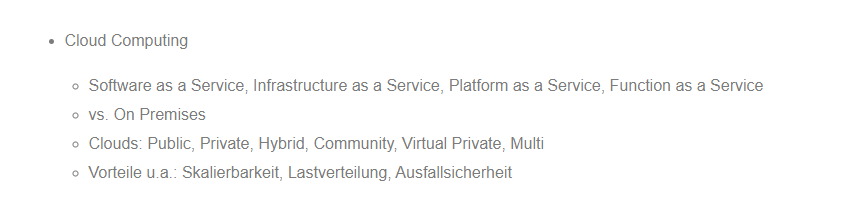 Cloud Computing
Software as a Service, Infrastructure as a Service, Platform as a Service, Function as a Service
vs. On Premises
Clouds: Public, Private, Hybrid, Community, Virtual Private, Multi
Vorteile u.a.: Skalierbarkeit, Lastverteilung, Ausfallsicherheit